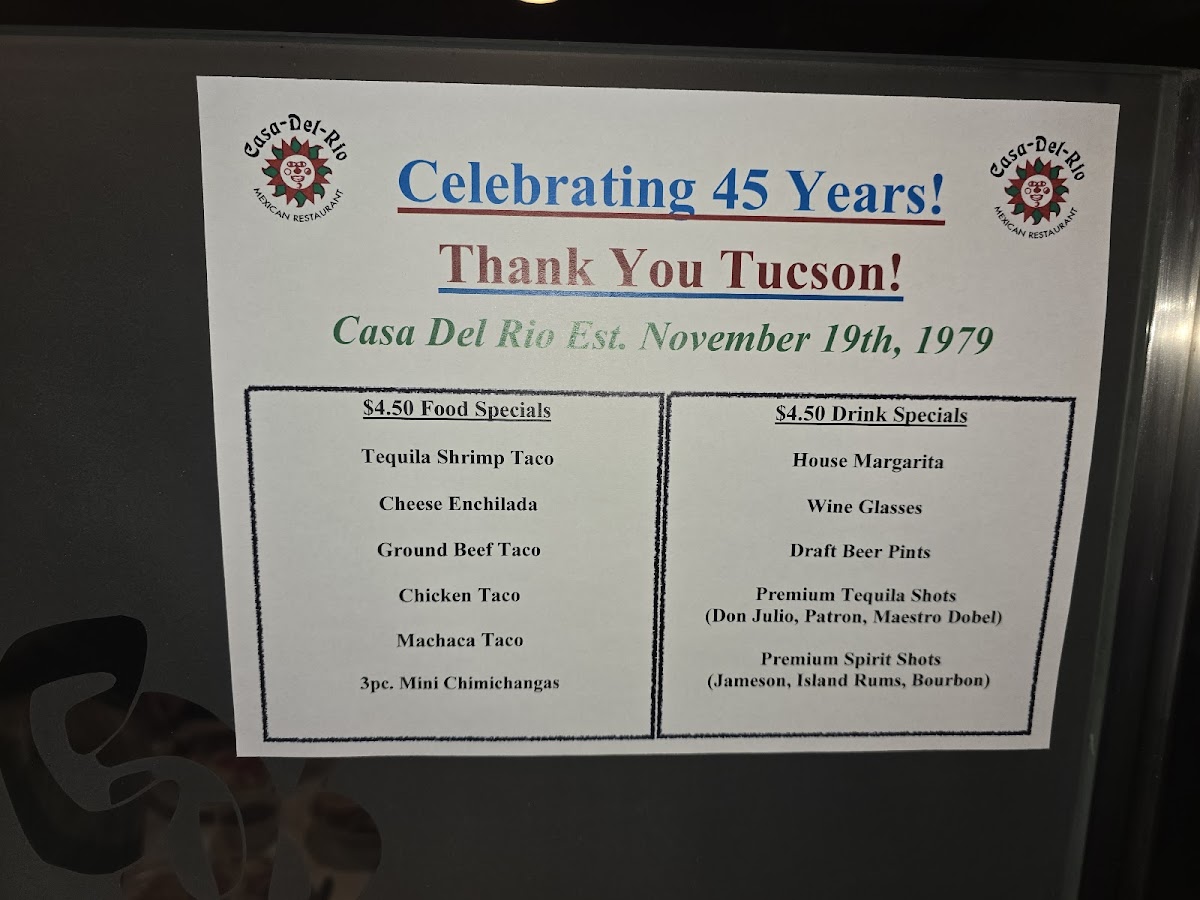 Casa-Del-Rio
MEXICAN RESTAURANT
Casa-Del-Rio
MEXICAN RESTAURANT
Celebrating 45 Years!
Thank You Tucson!
Casa Del Rio Est. November 19th, 1979
$4.50 Food Specials
Tequila Shrimp Taco
Cheese Enchilada
Ground Beef Taco
Chicken Taco
Machaca Taco
3pc. Mini Chimichangas
$4.50 Drink Specials
House Margarita
Wine Glasses
Draft Beer Pints
Premium Tequila Shots
(Don Julio, Patron, Maestro Dobel)
Premium Spirit Shots
(Jameson, Island Rums, Bourbon)